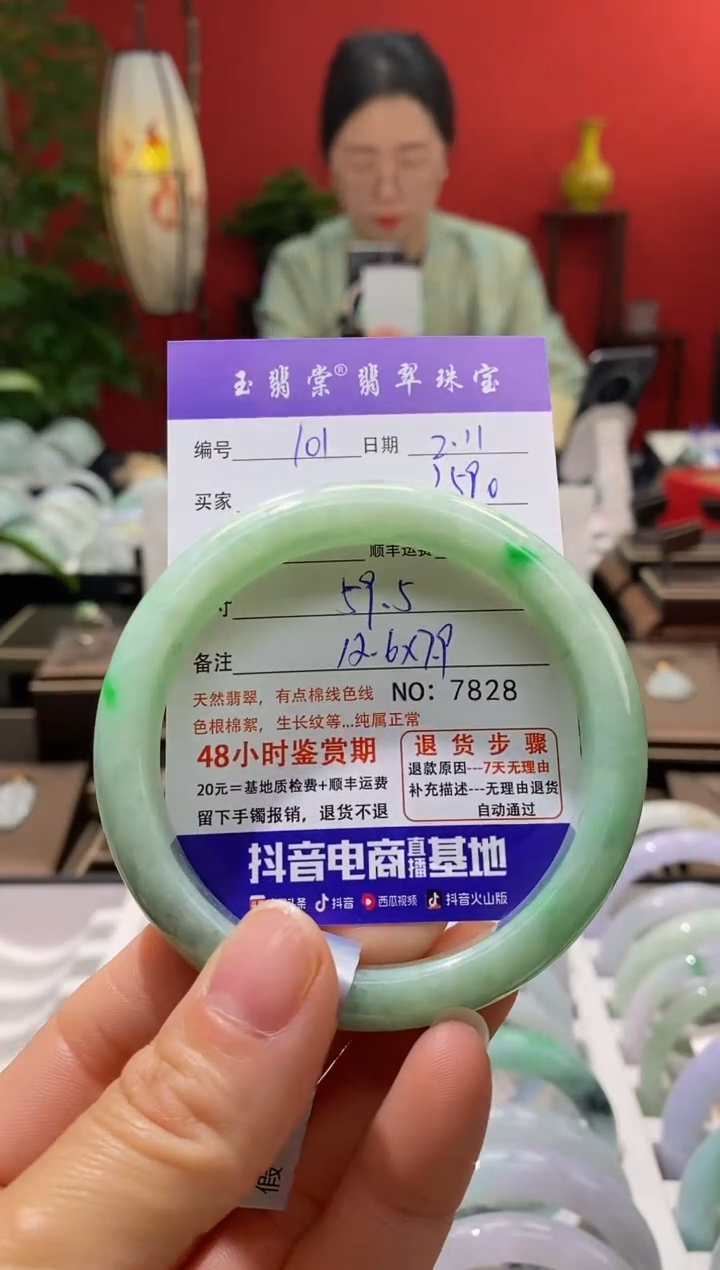 玉翡棠® 翡翠珠宝
编号 101 日期 2.11
1590
买家
顺丰运费
寸 59.5
备注 12.6x7.9
天然翡翠，有点棉线色线 NO: 7828
色根棉絮，生长纹等...纯属正常
48小时鉴赏期
20元=基地质检费+顺丰运费
留下手镯报销，退货不退
退货步骤
退款原因---7天无理由
补充描述---无理由退货
自动通过
抖音电商直播基地
头条 抖音 西瓜视频 抖音火山版
假